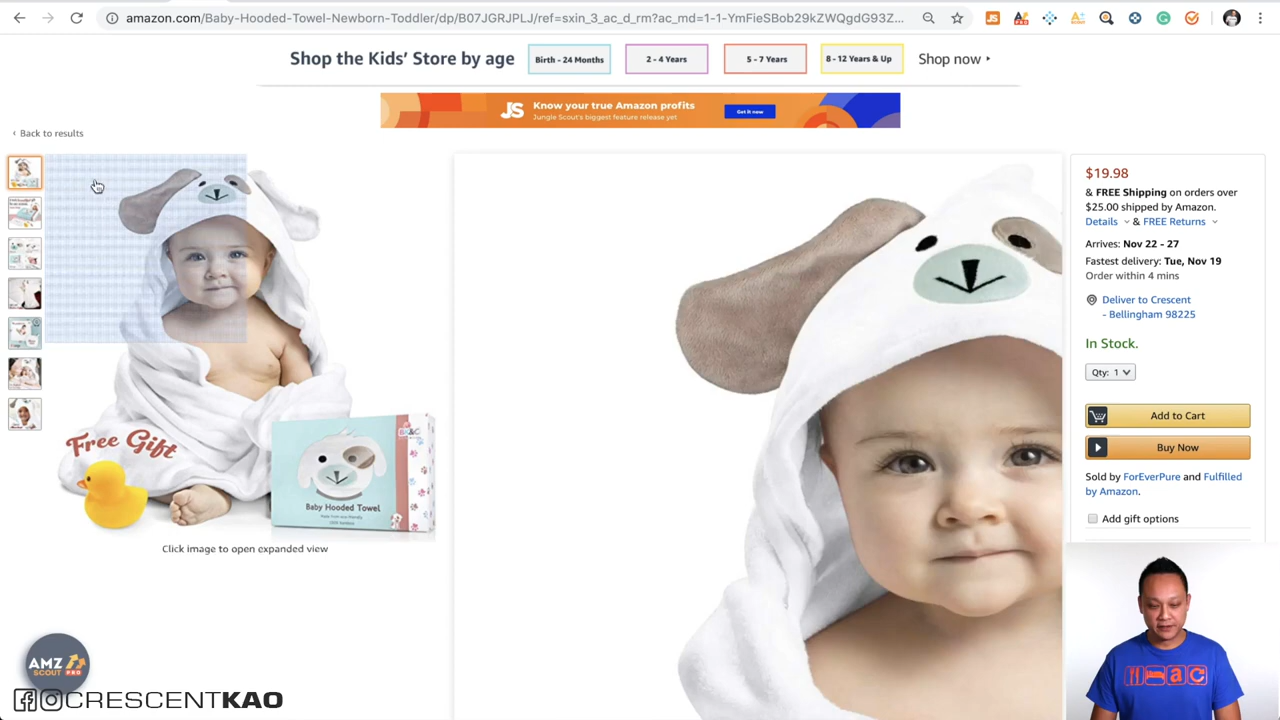 amazon.com/Baby-Hooded-Towel-Newborn-Toddler/dp/B07JGRJPLJ/ref=sxin_3_ac_d_rm?ac_md=1-1-YmFieSBob29kZWQgdG93Z...
Shop the Kids' Store by age
Birth - 24 Months
2 - 4 Years
5 - 7 Years
8 - 12 Years & Up
Shop now
JS
Know your true Amazon profits
Jungle Scout's biggest feature release yet
Get it now
‹ Back to results
$19.98
& FREE Shipping on orders over
$25.00 shipped by Amazon.
Details & FREE Returns
Arrives: Nov 22 - 27
Fastest delivery: Tue, Nov 19
Order within 4 mins
Deliver to Crescent
- Bellingham 98225
In Stock.
Qty: 1
Add to Cart
Buy Now
Sold by ForEverPure and Fulfilled
by Amazon.
Add gift options
Free Gift
Baby Hooded Towel
Click image to open expanded view
AMZ
SCOUT PRO
CRESCENTKAO